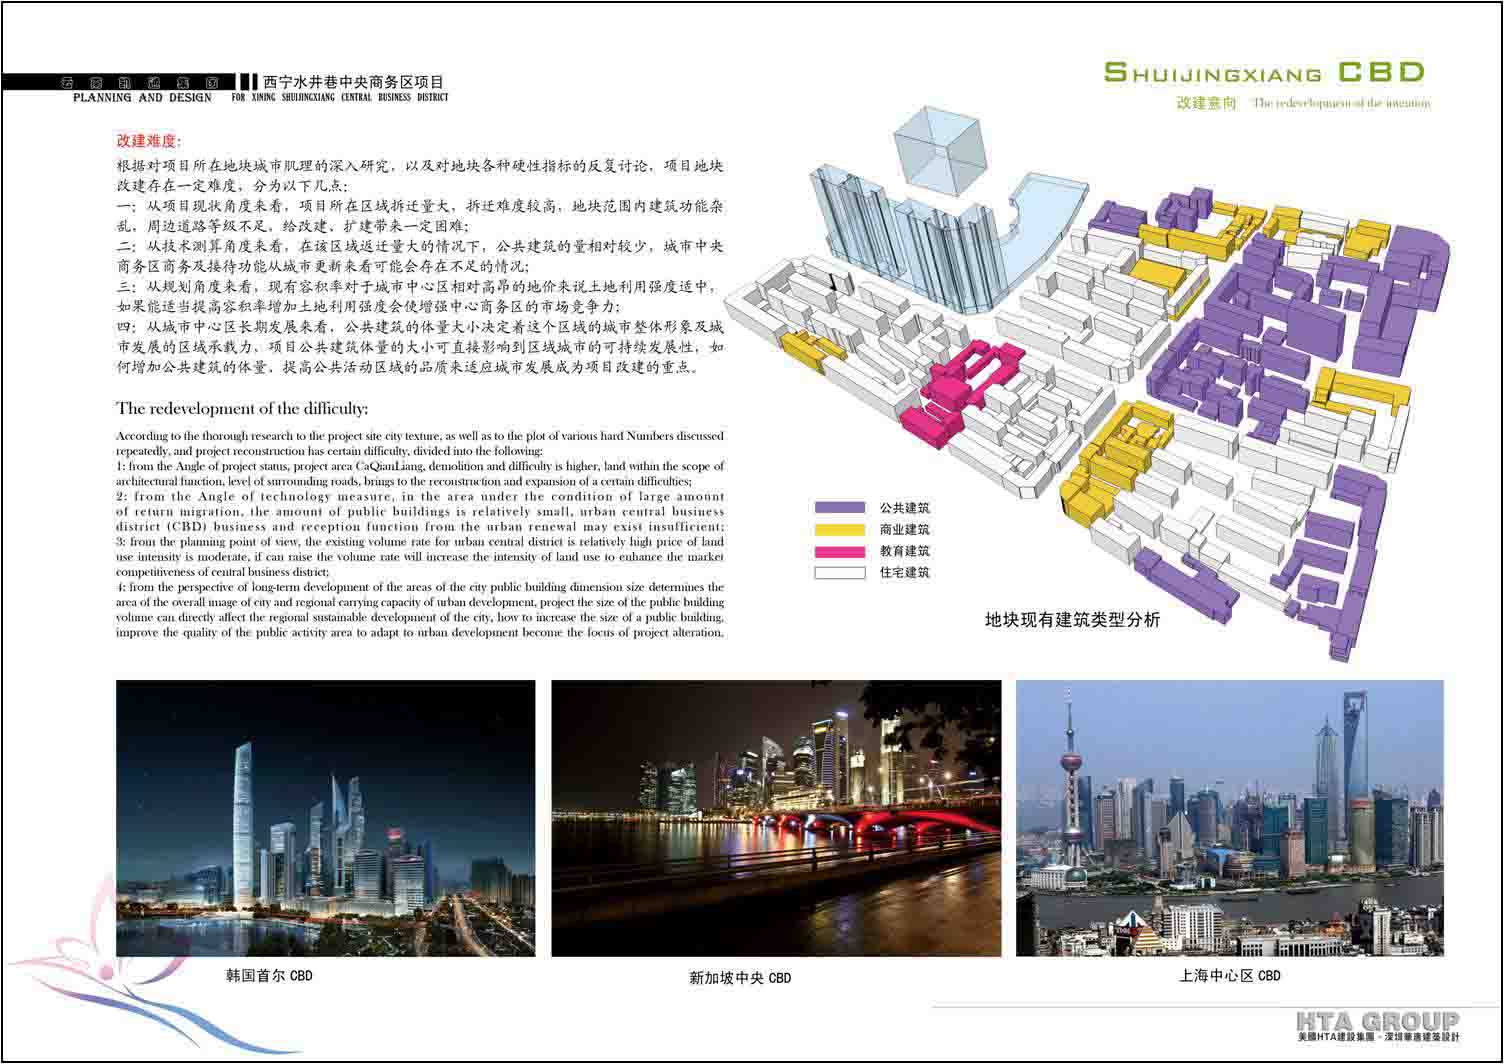 西宁水井巷中央商务区项目
PLANNING AND DESIGN FOR XINING SHUIJINGXIANG CENTRAL BUSINESS DISTRICT
SHUIJINGXIANG CBD
改建意向 The redevelopment of the intention
改建难度:
根据对项目所在地块城市肌理的深入研究，以及对地块各种硬性指标的反复讨论，项目地块
改建存在一定难度，分为以下几点：
一：从项目现状角度来看，项目所在区域拆迁量大，拆迁难度较高，地块范围内建筑功能杂
乱，周边道路等级不足，给改建、扩建带来一定困难；
二：从技术测算角度来看，在该区域返迁量大的情况下，公共建筑的量相对较少，城市中央
商务区商务及接待功能从城市更新来看可能会存在不足的情况；
三：从规划角度来看，现有容积率对于城市中心区相对高昂的地价来说土地利用强度适中，
如果能适当提高容积率增加土地利用强度会使增强中心商务区的市场竞争力；
四：从城市中心区长期发展来看，公共建筑的体量大小决定着这个区域的城市整体形象及城
市发展的区域承载力，项目公共建筑体量的大小可直接影响到区域城市的可持续发展性，如
何增加公共建筑的体量、提高公共活动区域的品质来适应城市发展成为项目改建的重点。
The redevelopment of the difficulty:
According to the thorough research to the project site city texture, as well as to the plot of various hard Numbers discussed
repeatedly, and project reconstruction has certain difficulty, divided into the following:
1: from the Angle of project status, project area CaQianLiang, demolition and difficulty is higher, land within the scope of
architectural function, level of surrounding roads, brings to the reconstruction and expansion of a certain difficulties;
2: from the Angle of technology measure, in the area under the condition of large amount
of return migration, the amount of public buildings is relatively small, urban central business
district (CBD) business and reception function from the urban renewal may exist insufficient;
3: from the planning point of view, the existing volume rate for urban central district is relatively high price of land
use intensity is moderate, if can raise the volume rate will increase the intensity of land use to enhance the market
competitiveness of central business district;
4: from the perspective of long-term development of the areas of the city public building dimension size determines the
area of the overall image of city and regional carrying capacity of urban development, project the size of the public building
volume can directly affect the regional sustainable development of the city, how to increase the size of a public building,
improve the quality of the public activity area to adapt to urban development become the focus of project alteration.
公共建筑
商业建筑
教育建筑
住宅建筑
地块现有建筑类型分析
韩国首尔 CBD
新加坡中央 CBD
上海中心区 CBD
HTA GROUP
美國HTA建設集團·深圳華唐建築設計